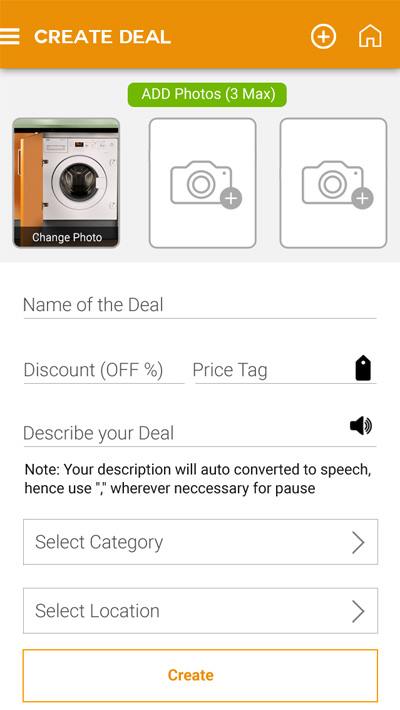 CREATE DEAL
ADD Photos (3 Max)
Change Photo
Name of the Deal
Discount (OFF %)
Price Tag
Describe your Deal
Note: Your description will auto converted to speech,
hence use "," wherever neccessary for pause
Select Category
Select Location
Create